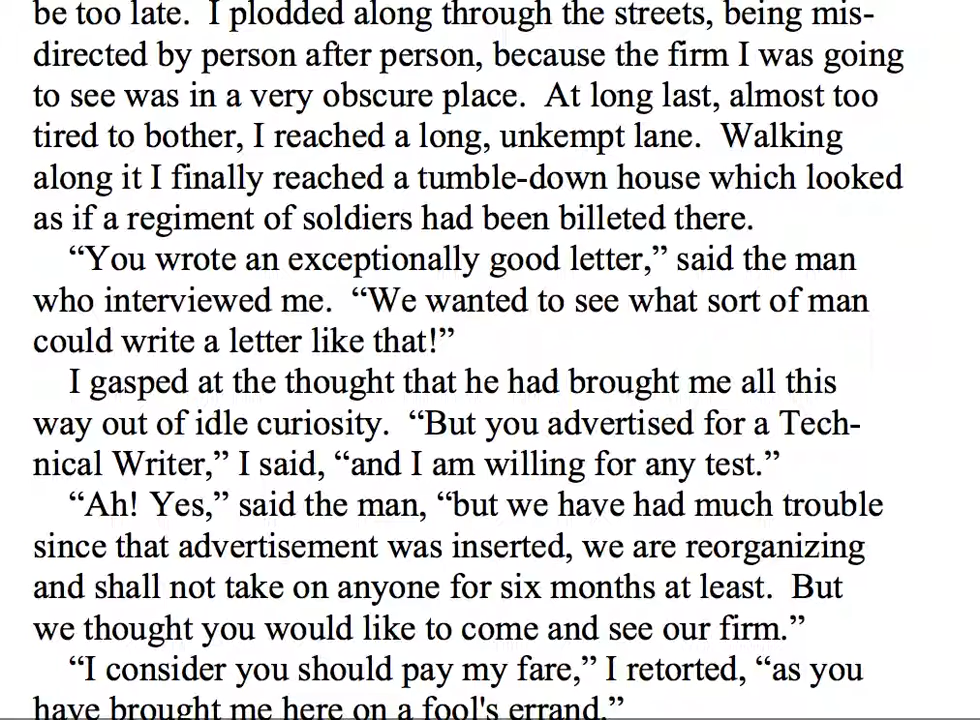 be too late.  I plodded along through the streets, being mis-
directed by person after person, because the firm I was going
to see was in a very obscure place.  At long last, almost too
tired to bother, I reached a long, unkempt lane.  Walking
along it I finally reached a tumble-down house which looked
as if a regiment of soldiers had been billeted there.
“You wrote an exceptionally good letter,” said the man
who interviewed me.  “We wanted to see what sort of man
could write a letter like that!”
I gasped at the thought that he had brought me all this
way out of idle curiosity.  “But you advertised for a Tech-
nical Writer,” I said, “and I am willing for any test.”
“Ah! Yes,” said the man, “but we have had much trouble
since that advertisement was inserted, we are reorganizing
and shall not take on anyone for six months at least.  But
we thought you would like to come and see our firm.”
“I consider you should pay my fare,” I retorted, “as you
have brought me here on a fool's errand.”